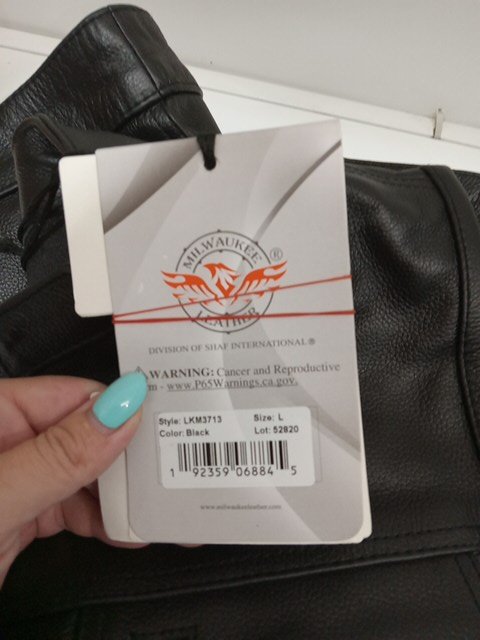 MILWAUKEE ®
LEATHER
DIVISION OF SHAF INTERNATIONAL ®
WARNING: Cancer and Reproductive
m - www.P65Warnings.ca.gov.
Style: LKM3713 Size: L
Color: Black Lot: 52820
1 92359 06884 5
www.milwaukeeleather.com